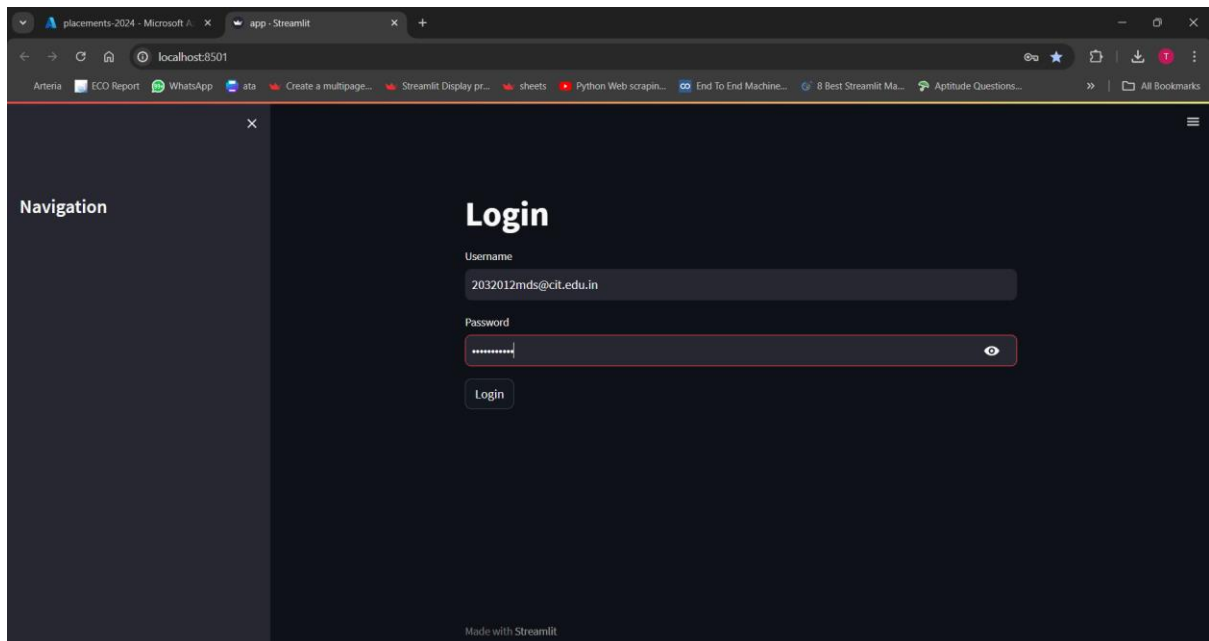 placements-2024 - Microsoft A
app · Streamlit
localhost:8501
T
Arteria ECO Report WhatsApp ata Create a multipage... Streamlit Display pr... sheets Python Web scrapin... End To End Machine... 8 Best Streamlit Ma... Aptitude Questions... » All Bookmarks
Navigation
Login
Username
2032012mds@cit.edu.in
Password
•••••••••••
Login
Made with Streamlit